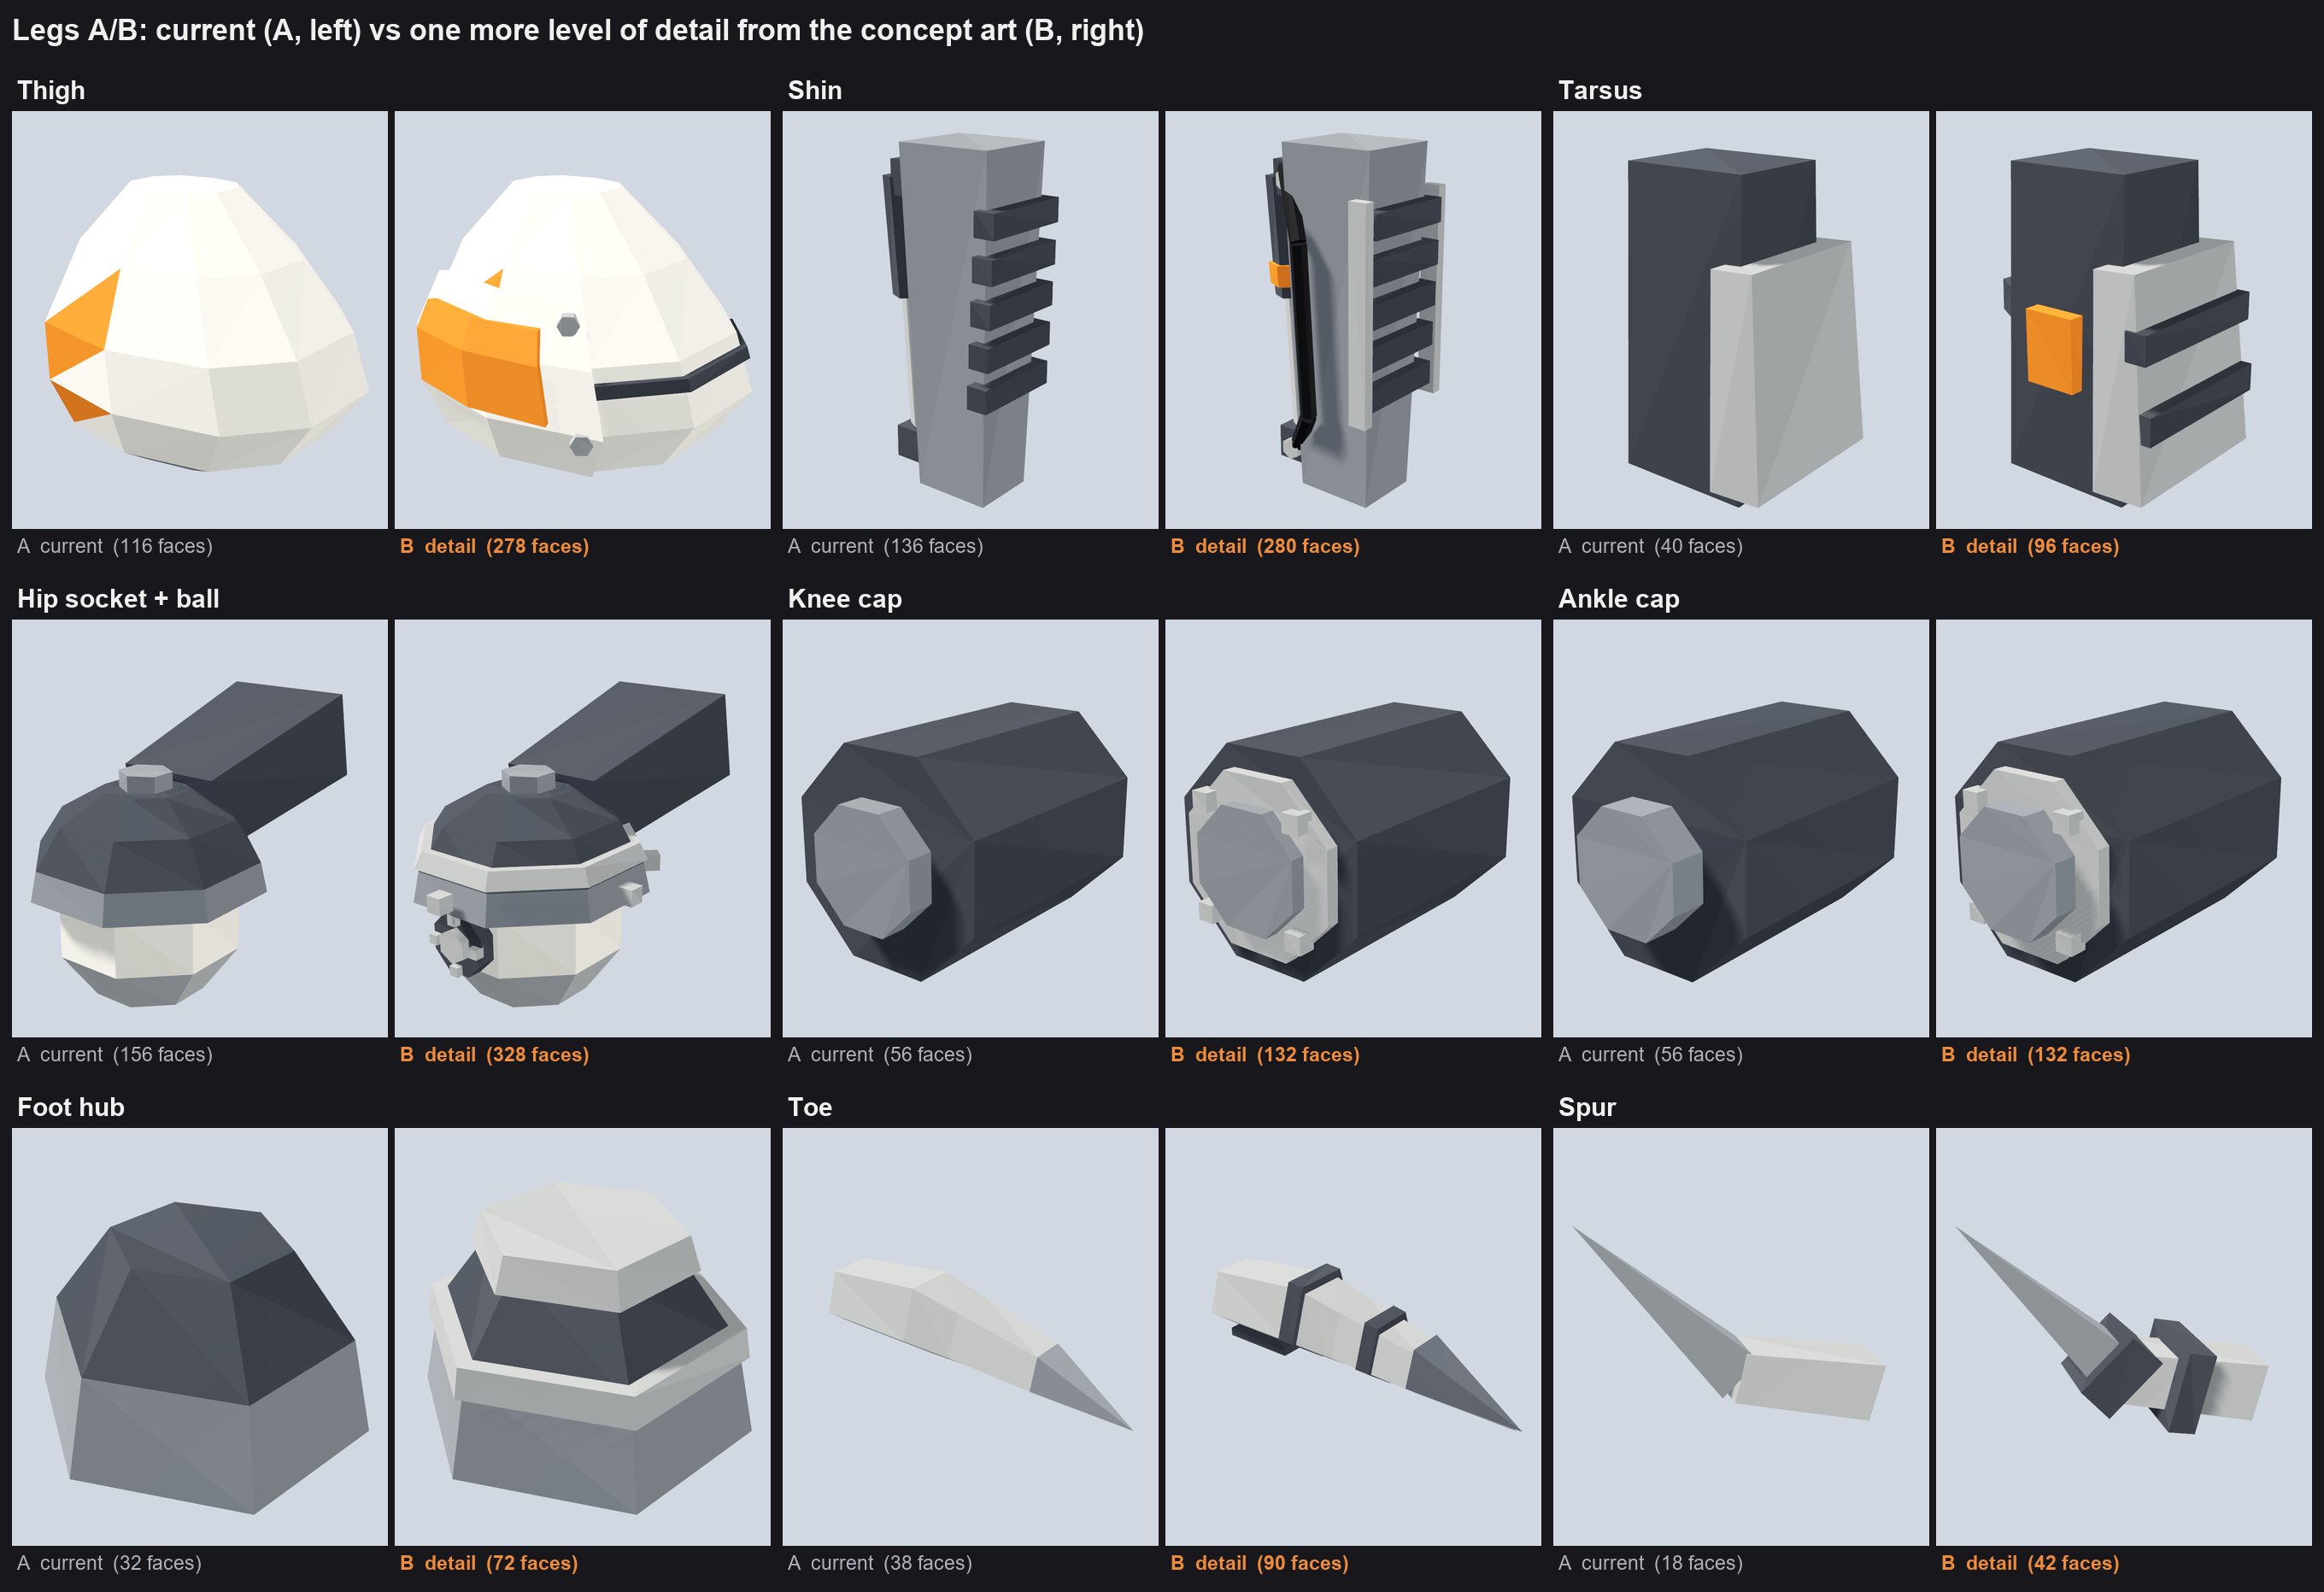 Legs A/B: current (A, left) vs one more level of detail from the concept art (B, right)
Thigh
Shin
Tarsus
A current (116 faces)
B detail (278 faces)
A current (136 faces)
B detail (280 faces)
A current (40 faces)
B detail (96 faces)
Hip socket + ball
Knee cap
Ankle cap
A current (156 faces)
B detail (328 faces)
A current (56 faces)
B detail (132 faces)
A current (56 faces)
B detail (132 faces)
Foot hub
Toe
Spur
A current (32 faces)
B detail (72 faces)
A current (38 faces)
B detail (90 faces)
A current (18 faces)
B detail (42 faces)